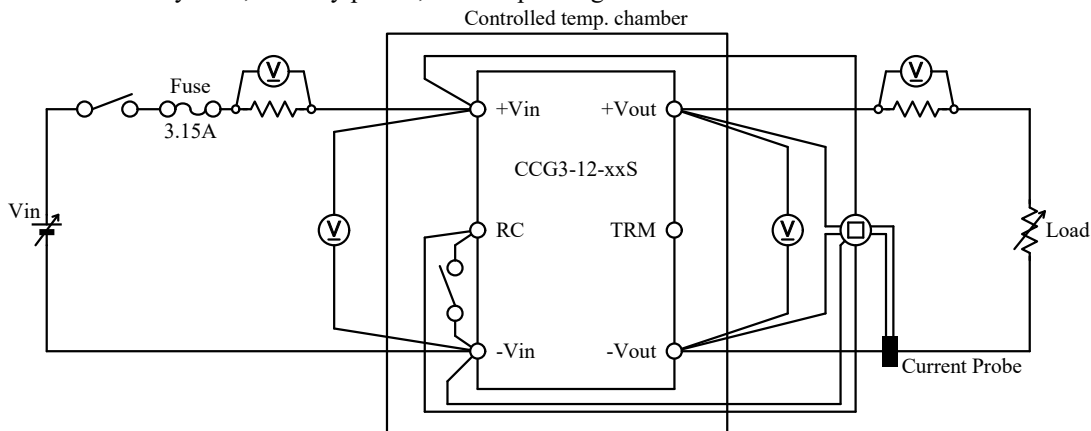 Controlled temp. chamber
V
V
Fuse
+Vin
+Vout
3.15A
CCG3-12-xxS
Vin
V
RC
TRM
V
Load
-Vin
-Vout
Current Probe